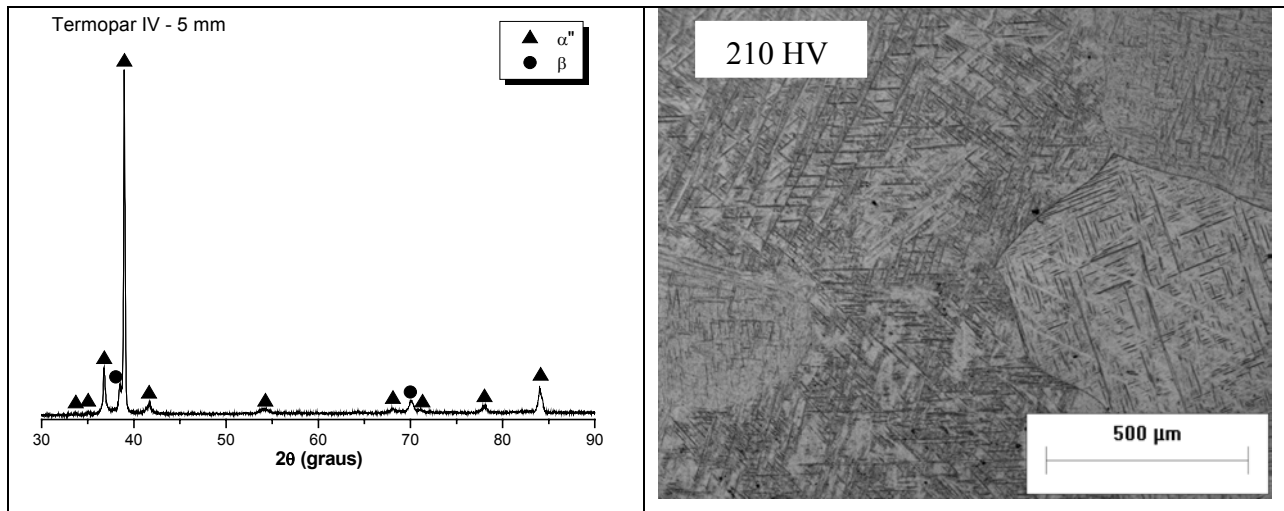 Termopar IV - 5 mm
α"
β
30
40
50
60
70
80
90
2θ (graus)
210 HV
500 µm